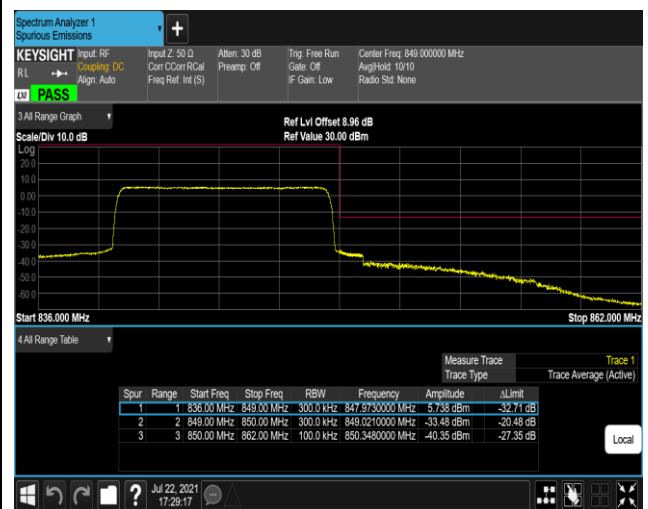 Spectrum Analyzer 1
Spurious Emissions
+
KEYSIGHT Input: RF Input Z: 50 Ω Atten: 30 dB Trig: Free Run Center Freq: 849.000000 MHz
RL Coupling: DC Corr CCorr RCal Preamp: Off Gate: Off Avg|Hold: 10/10
Align: Auto Freq Ref: Int (S) IF Gain: Low Radio Std: None
LXI PASS
3 All Range Graph
Ref Lvl Offset 8.96 dB
Scale/Div 10.0 dB Ref Value 30.00 dBm
Log
20.0
10.0
0.00
-10.0
-20.0
-30.0
-40.0
-50.0
-60.0
Start 836.000 MHz Stop 862.000 MHz
4 All Range Table
Measure Trace Trace 1
Trace Type Trace Average (Active)
Spur Range Start Freq Stop Freq RBW Frequency Amplitude ΔLimit
1 1 836.00 MHz 849.00 MHz 300.0 kHz 847.9730000 MHz 5.738 dBm -32.71 dB
2 2 849.00 MHz 850.00 MHz 300.0 kHz 849.0210000 MHz -33.48 dBm -20.48 dB
3 3 850.00 MHz 862.00 MHz 100.0 kHz 850.3480000 MHz -40.35 dBm -27.35 dB
Local
? Jul 22, 2021
17:29:17